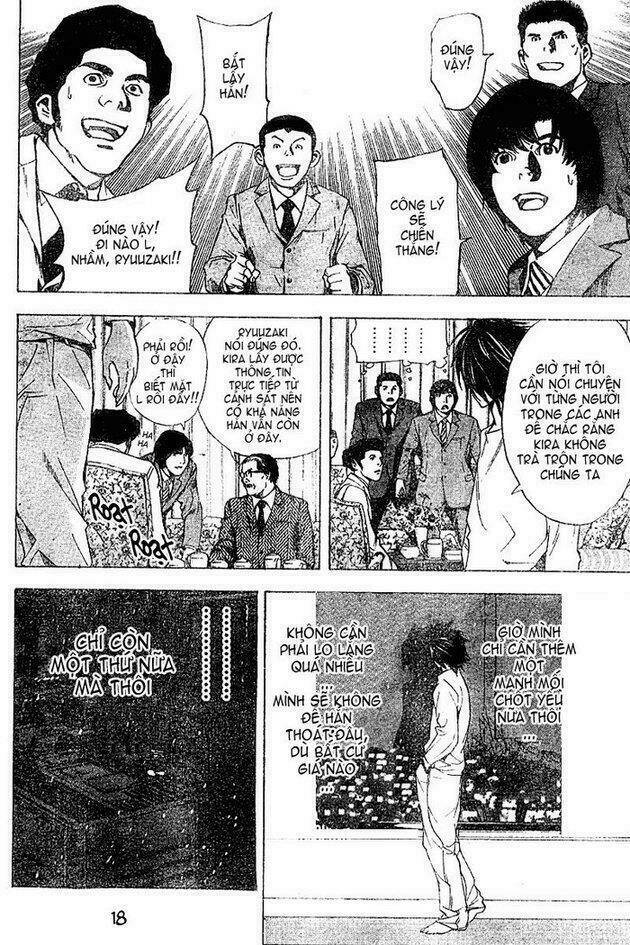 ĐÚNG
VẬY!
BẮT
LẤY
HẮN!
CÔNG LÝ
SẼ
CHIẾN
THẮNG!
ĐÚNG VẬY!
ĐI NÀO L,
NHẦM, RYUUZAKI!!
GIỜ THÌ TÔI
CẦN NÓI CHUYỆN
VỚI TỪNG NGƯỜI
TRONG CÁC ANH
ĐỂ CHẮC RẰNG
KIRA KHÔNG
TRÀ TRỘN TRONG
CHÚNG TA
RYUUZAKI
NÓI ĐÚNG ĐÓ.
KIRA LẤY ĐƯỢC
THÔNG TIN
TRỰC TIẾP TỪ
CẢNH SÁT NÊN
CÓ KHẢ NĂNG
HẮN VẪN CÒN
Ở ĐÂY.
PHẢI RỒI!
Ở ĐÂY
THÌ
BIẾT MẶT
L RỒI ĐẤY!!
HA
HA
ROẠT
ROẠT
GIỜ MÌNH
CHỈ CẦN THÊM
MỘT
MANH MỐI
CHỐT YẾU
NỮA THÔI
...
KHÔNG CẦN
PHẢI LO LẮNG
QUÁ NHIỀU
...
MÌNH SẼ KHÔNG
ĐỂ HẮN
THOÁT ĐÂU,
DÙ BẤT CỨ
GIÁ NÀO
...
CHỈ CÒN
MỘT THỨ NỮA
MÀ THÔI
18